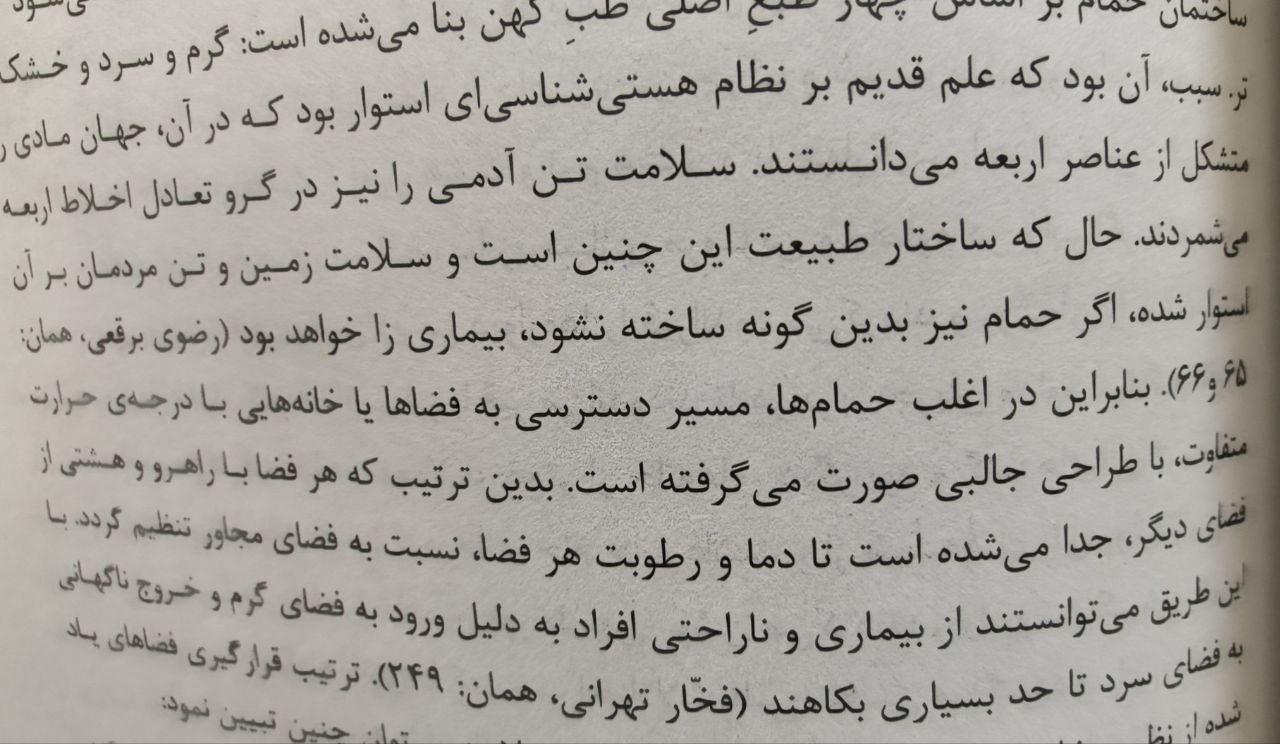 می‌شود
ساختمان حمام بر اساس چهار طبعِ اصلی طبِ کهن بنا می‌شده است: گرم و سرد و خشک
تر. سبب، آن بود که علم قدیم بر نظام هستی‌شناسی‌ای استوار بود که در آن، جهان مادی ر
متشکل از عناصر اربعه می‌دانستند. سلامت تن آدمی را نیز در گرو تعادل اخلاط اربعه
می‌شمردند. حال که ساختار طبیعت این چنین است و سلامت زمین و تن مردمان بر آن
استوار شده، اگر حمام نیز بدین گونه ساخته نشود، بیماری زا خواهد بود (رضوی برقعی، همان:
۶۵ و۶۶). بنابراین در اغلب حمام‌ها، مسیر دسترسی به فضاها یا خانه‌هایی با درجه‌ی حرارت
متفاوت، با طراحی جالبی صورت می‌گرفته است. بدین ترتیب که هر فضا با راهرو و هشتی از
فضای دیگر، جدا می‌شده است تا دما و رطوبت هر فضا، نسبت به فضای مجاور تنظیم گردد. با
این طریق می‌توانستند از بیماری و ناراحتی افراد به دلیل ورود به فضای گرم و خروج ناگهانی
به فضای سرد تا حد بسیاری بکاهند (فخّار تهرانی، همان: ۲۴۹). ترتیب قرارگیری فضاهای یاد
شده از نظر توان چنین تبیین نمود: